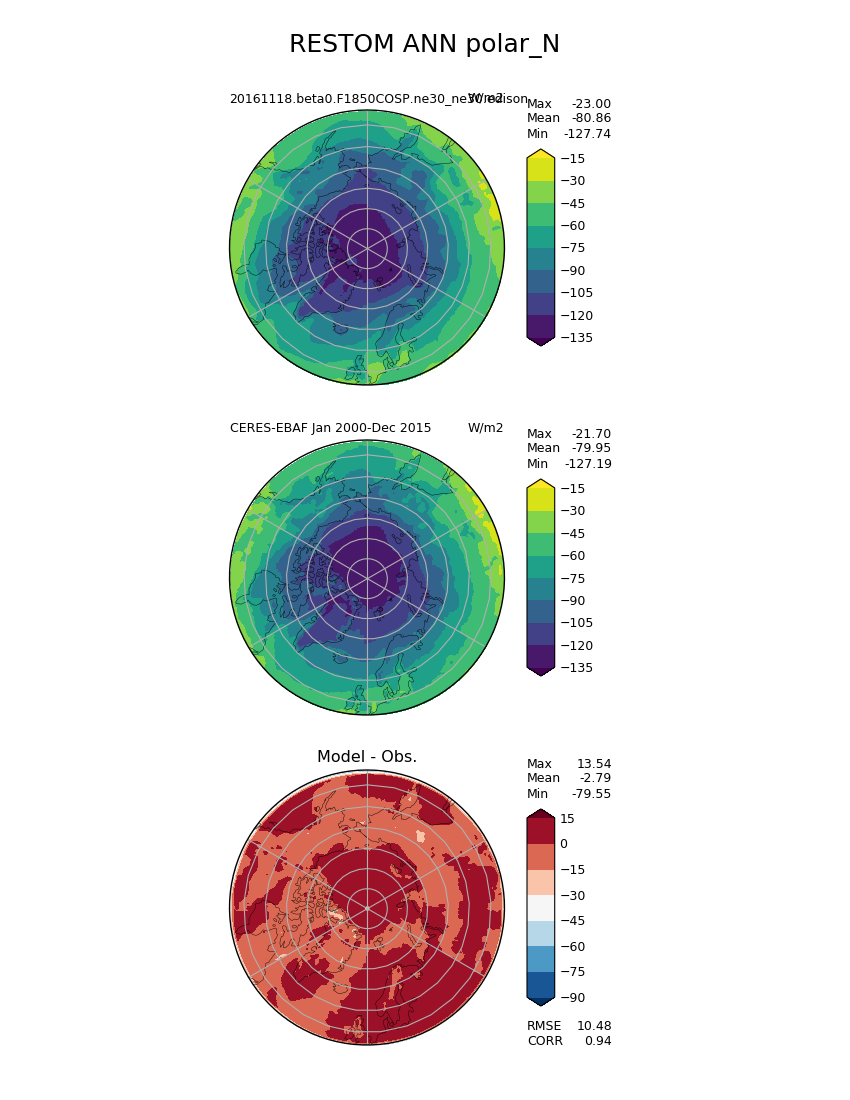 RESTOM ANN polar_N
20161118.beta0.F1850COSP.ne30_ne30.edison W/m2
Max -23.00
Mean -80.86
Min -127.74
−15
−30
−45
−60
−75
−90
−105
−120
−135
CERES-EBAF Jan 2000-Dec 2015 W/m2
Max -21.70
Mean -79.95
Min -127.19
−15
−30
−45
−60
−75
−90
−105
−120
−135
Model - Obs.
Max 13.54
Mean -2.79
Min -79.55
15
0
−15
−30
−45
−60
−75
−90
RMSE 10.48
CORR 0.94